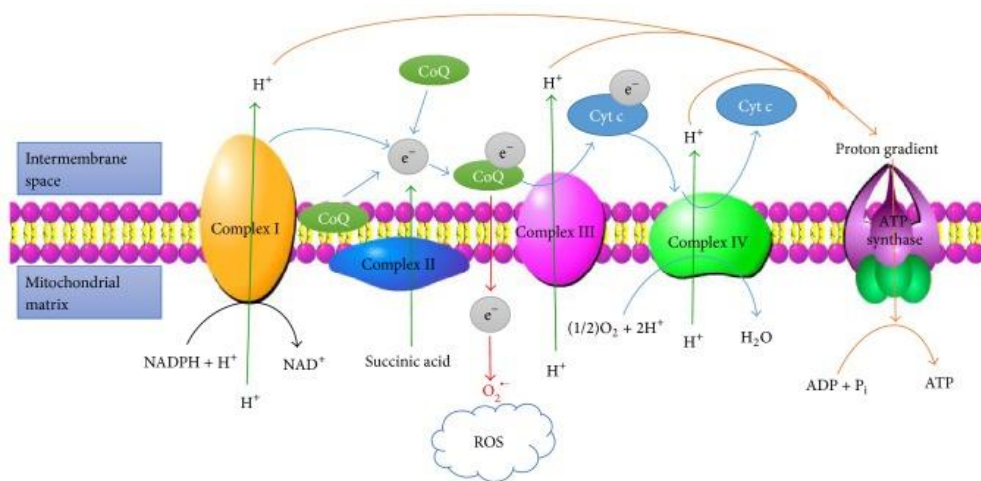 H⁺
CoQ
H⁺
e⁻
Cyt c
H⁺
Cyt c
Intermembrane
space
e⁻
e⁻
CoQ
Proton gradient
CoQ
Complex I
Complex II
Complex III
Complex IV
ATP
synthase
Mitochondrial
matrix
e⁻
NADPH + H⁺
NAD⁺
Succinic acid
(1/2)O₂ + 2H⁺
H⁺
H₂O
H⁺
H⁺
O₂•⁻
ADP + Pᵢ
ATP
ROS